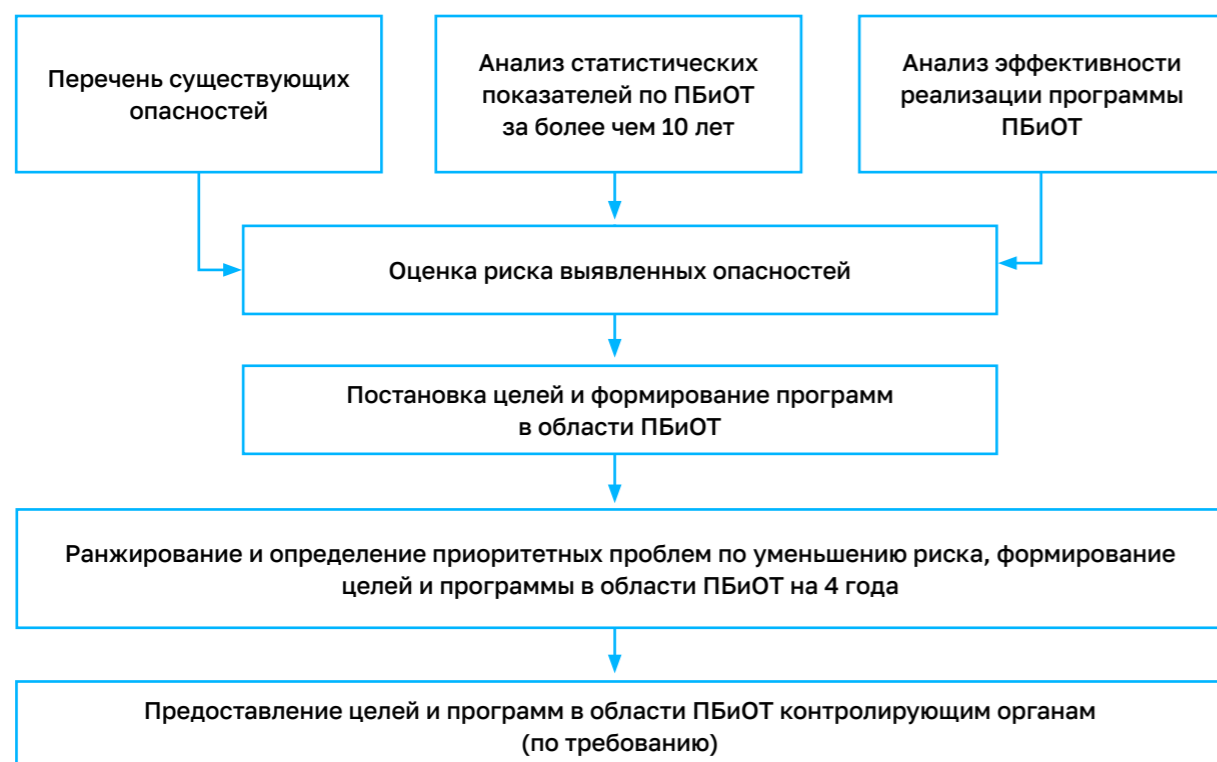 Перечень существующих
опасностей
Анализ статистических
показателей по ПБиОТ
за более чем 10 лет
Анализ эффективности
реализации программы
ПБиОТ
Оценка риска выявленных опасностей
Постановка целей и формирование программ
в области ПБиОТ
Ранжирование и определение приоритетных проблем по уменьшению риска, формирование
целей и программы в области ПБиОТ на 4 года
Предоставление целей и программ в области ПБиОТ контролирующим органам
(по требованию)